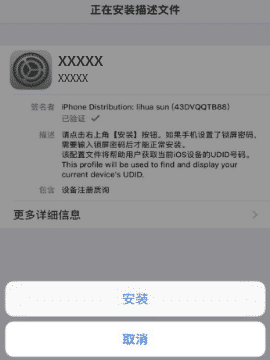 正在安装描述文件
XXXXX
XXXXX
签名者 iPhone Distribution: lihua sun (43DVQQTB88)
已验证 ✓
描述 请点击右上角【安装】按钮。如果手机设置了锁屏密码,
需要输入锁屏密码后才能正常安装。
该配置文件将帮助用户获取当前iOS设备的UDID号码。
This profile will be used to find and display your
current device's UDID.
包含 设备注册质询
更多详细信息
安装
取消